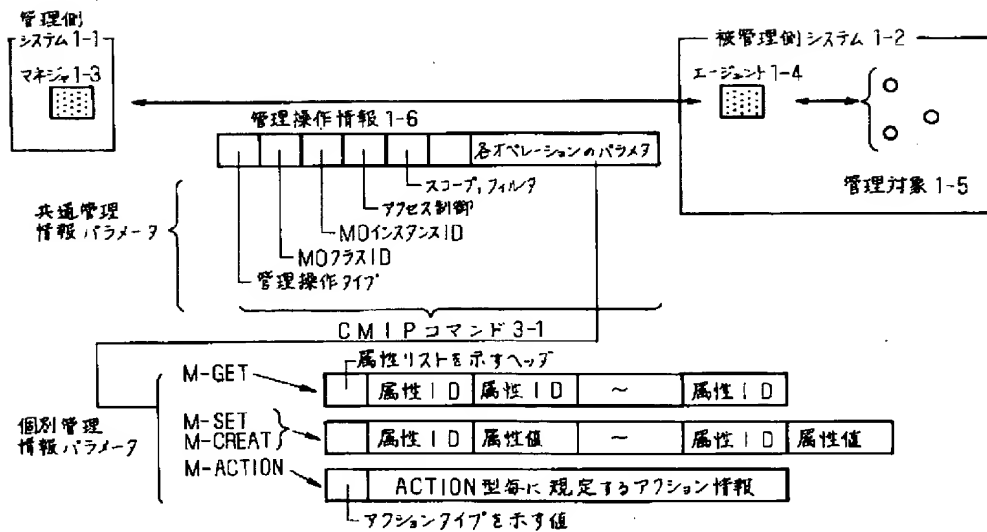 管理側
システム1-1
マネジャ1-3
被管理側システム1-2
エージェント1-4
管理対象1-5
管理操作情報1-6
各オペレーションのパラメタ
スコープ,フィルタ
アクセス制御
MOインスタンスID
MOクラスID
管理操作タイプ
共通管理
情報パラメータ
CMIPコマンド3-1
属性リストを示すヘッダ
M-GET
属性ID 属性ID ~ 属性ID
個別管理
情報パラメータ
M-SET
M-CREAT
属性ID 属性値 ~ 属性ID 属性値
M-ACTION
ACTION型毎に規定するアクション情報
アクションタイプを示す値